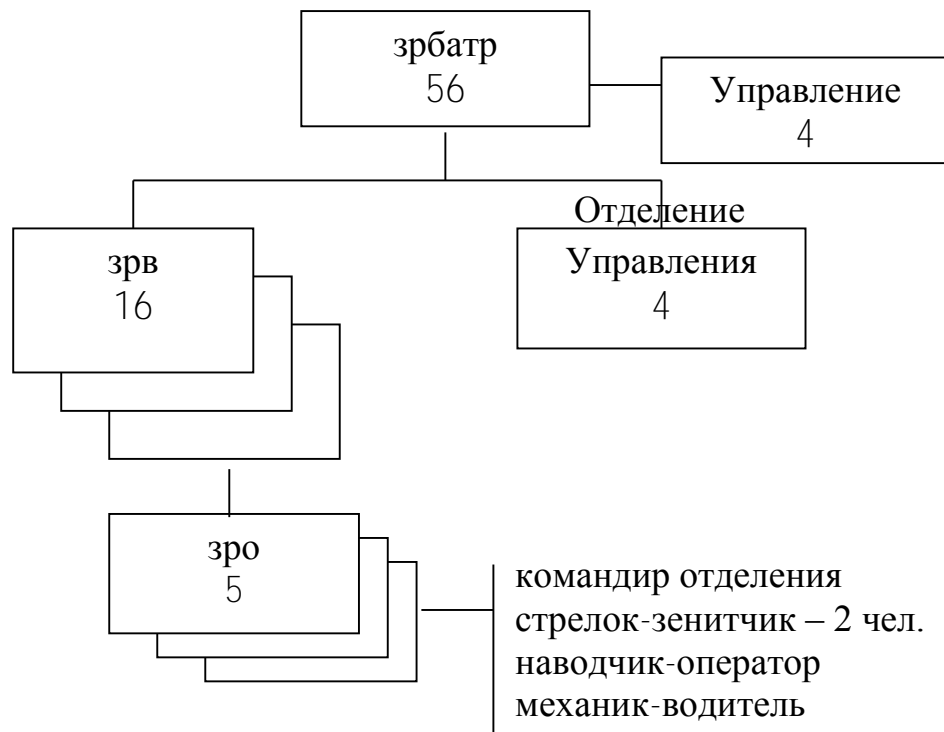 зрбатр
56
Управление
4
зрв
16
Отделение
Управления
4
зро
5
командир отделения
стрелок-зенитчик – 2 чел.
наводчик-оператор
механик-водитель